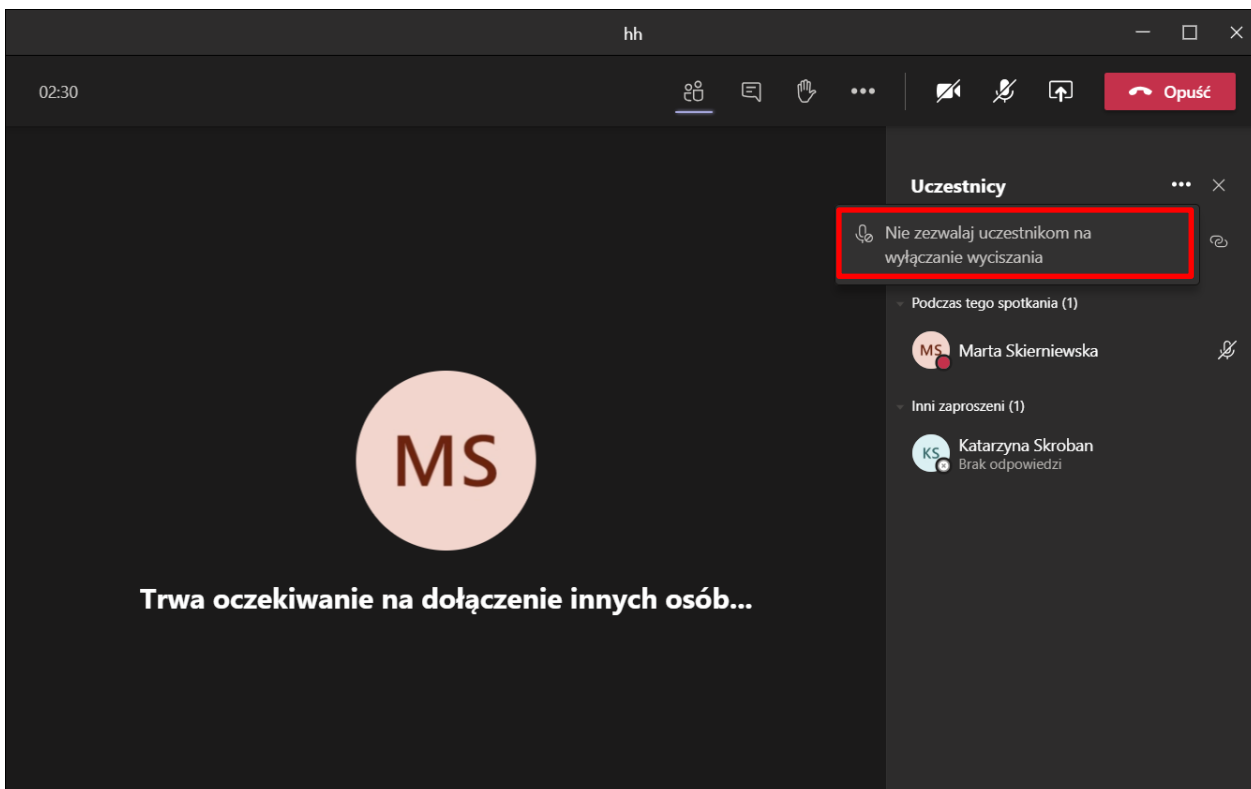 hh
02:30
Opuść
Uczestnicy
Nie zezwalaj uczestnikom na
wyłączanie wyciszania
Podczas tego spotkania (1)
MS
Marta Skierniewska
Inni zaproszeni (1)
KS
Katarzyna Skroban
Brak odpowiedzi
MS
Trwa oczekiwanie na dołączenie innych osób...